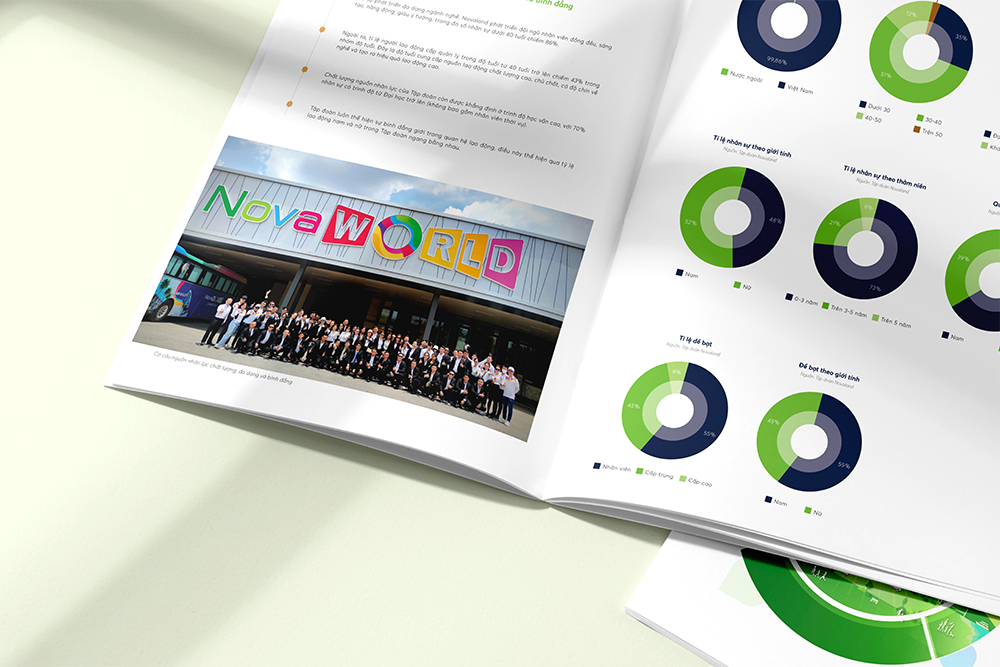 phát triển đa dạng ngành nghề, Novaland phát triển đội ngũ nhân viên đồng đều, sáng
tạo, năng động, giàu ý tưởng, trong đó số nhân sự dưới 40 tuổi chiếm 86%.
Ngoài ra, tỉ lệ người lao động cấp quản lý trong độ tuổi từ 40 tuổi trở lên chiếm 43% trong
nhóm độ tuổi. Đây là độ tuổi cung cấp nguồn lao động chất lượng cao, chủ chốt, có độ chín về
nghề và tạo ra hiệu quả lao động cao.
Chất lượng nguồn nhân lực của Tập đoàn còn được khẳng định ở trình độ học vấn cao, với 70%
nhân sự có trình độ từ Đại học trở lên (không bao gồm nhân viên thời vụ).
Tập đoàn luôn thể hiện sự bình đẳng giới trong quan hệ lao động, điều này thể hiện qua tỷ lệ
lao động nam và nữ trong Tập đoàn ngang bằng nhau.
NovaWORLD
Cơ cấu nguồn nhân lực chất lượng, đa dạng và bình đẳng
99,86%
Nước ngoài
Việt Nam
12%
35%
51%
Dưới 30
30-40
40-50
Trên 50
Tỉ lệ nhân sự theo giới tính
Nguồn: Tập đoàn Novaland
52%
48%
Nam
Nữ
Tỉ lệ nhân sự theo thâm niên
Nguồn: Tập đoàn Novaland
6%
21%
73%
0-3 năm
Trên 3-5 năm
Trên 5 năm
39%
Nam
Tỉ lệ đề bạt
Nguồn: Tập đoàn Novaland
45%
55%
Nhân viên
Cấp trung
Cấp cao
Đề bạt theo giới tính
Nguồn: Tập đoàn Novaland
45%
55%
Nam
Nữ